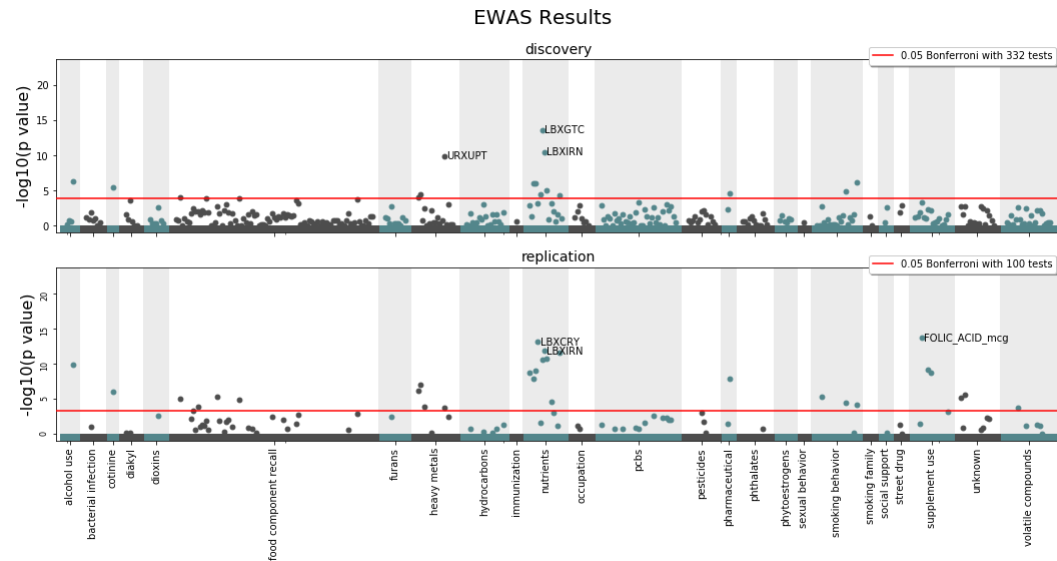 EWAS Results
discovery
0.05 Bonferroni with 332 tests
-log10(p value)
20
15
10
5
0
LBXGTC
LBXIRN
URXUPT
replication
0.05 Bonferroni with 100 tests
-log10(p value)
20
15
10
5
0
LBXCRY
LBXIRN
FOLIC_ACID_mcg
alcohol use
bacterial infection
cotinine
diakyl
dioxins
food component recall
furans
heavy metals
hydrocarbons
immunization
nutrients
occupation
pcbs
pesticides
pharmaceutical
phthalates
phytoestrogens
sexual behavior
smoking behavior
smoking family
social support
street drug
supplement use
unknown
volatile compounds